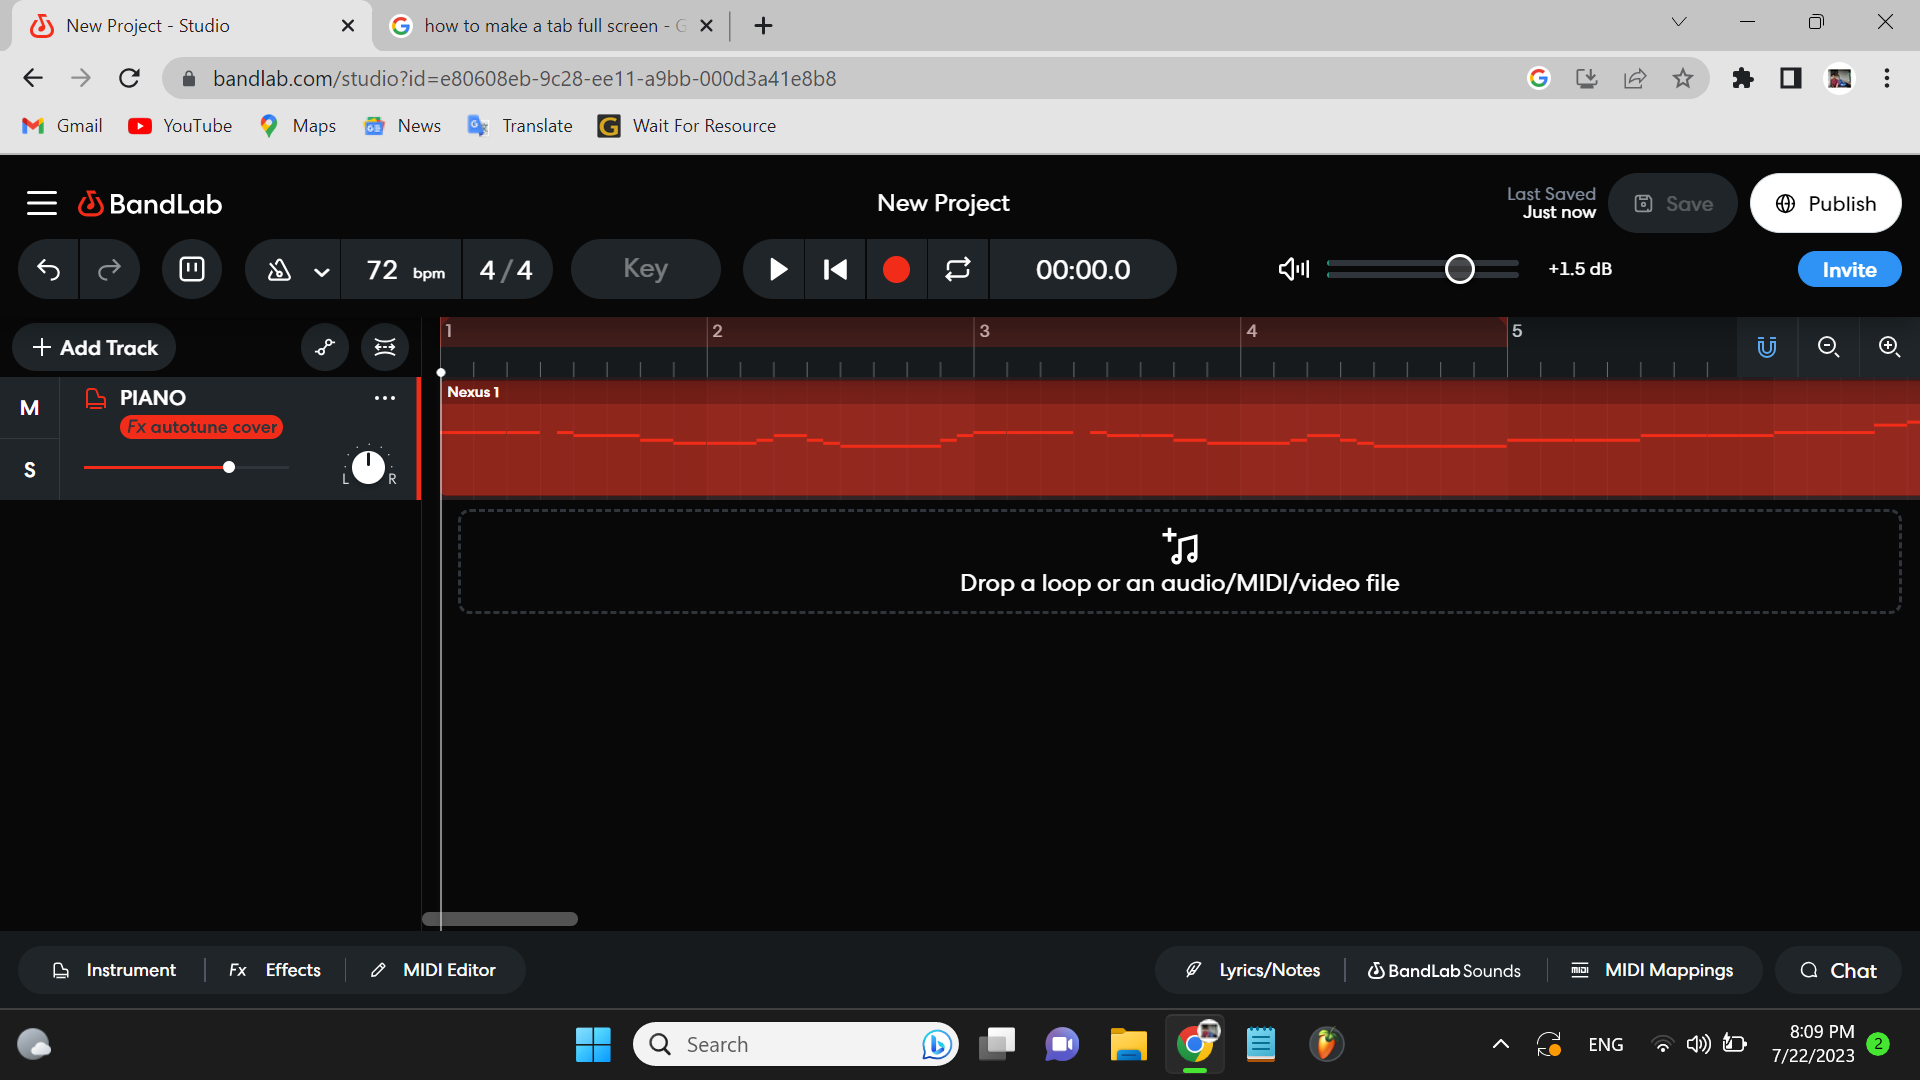 New Project - Studio
how to make a tab full screen - G
bandlab.com/studio?id=e80608eb-9c28-ee11-a9bb-000d3a41e8b8
Gmail YouTube Maps News Translate Wait For Resource
BandLab
New Project
Last Saved
Just now
Save
Publish
72 bpm
4/4
Key
00:00.0
+1.5 dB
Invite
+ Add Track
1 2 3 4 5
M
PIANO
Fx autotune cover
S
L R
Nexus 1
Drop a loop or an audio/MIDI/video file
Instrument
Fx Effects
MIDI Editor
Lyrics/Notes
BandLab Sounds
MIDI MIDI Mappings
Chat
Search
ENG
8:09 PM
7/22/2023
2